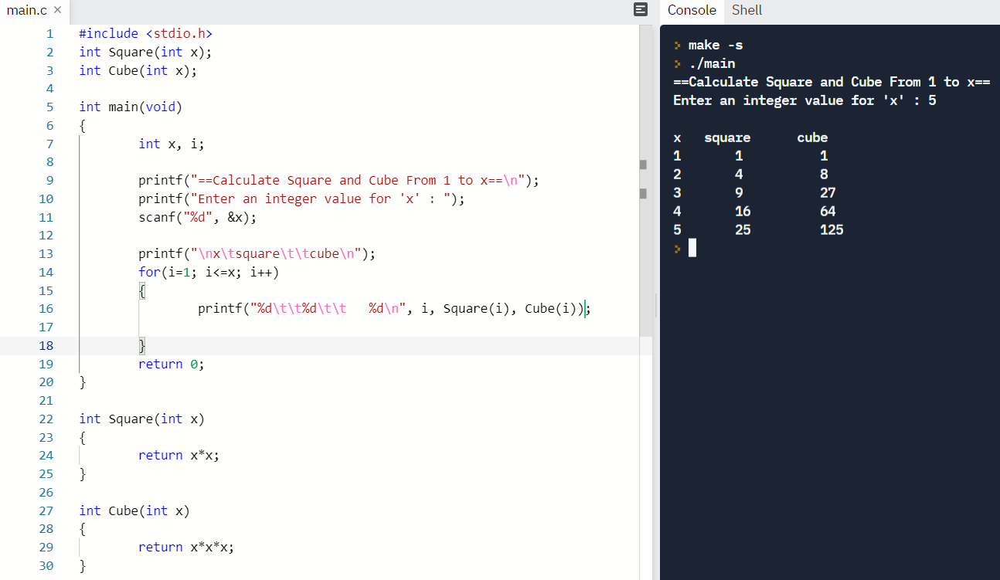 main.c ×
1 #include <stdio.h>
2 int Square(int x);
3 int Cube(int x);
4
5 int main(void)
6 {
7 int x, i;
8
9 printf("==Calculate Square and Cube From 1 to x==\n");
10 printf("Enter an integer value for 'x' : ");
11 scanf("%d", &x);
12
13 printf("\nx\tsquare\t\tcube\n");
14 for(i=1; i<=x; i++)
15 {
16 printf("%d\t\t%d\t\t   %d\n", i, Square(i), Cube(i));
17
18 }
19 return 0;
20 }
21
22 int Square(int x)
23 {
24 return x*x;
25 }
26
27 int Cube(int x)
28 {
29 return x*x*x;
30 }
Console Shell
> make -s
> ./main
==Calculate Square and Cube From 1 to x==
Enter an integer value for 'x' : 5
x square cube
1 1 1
2 4 8
3 9 27
4 16 64
5 25 125
>